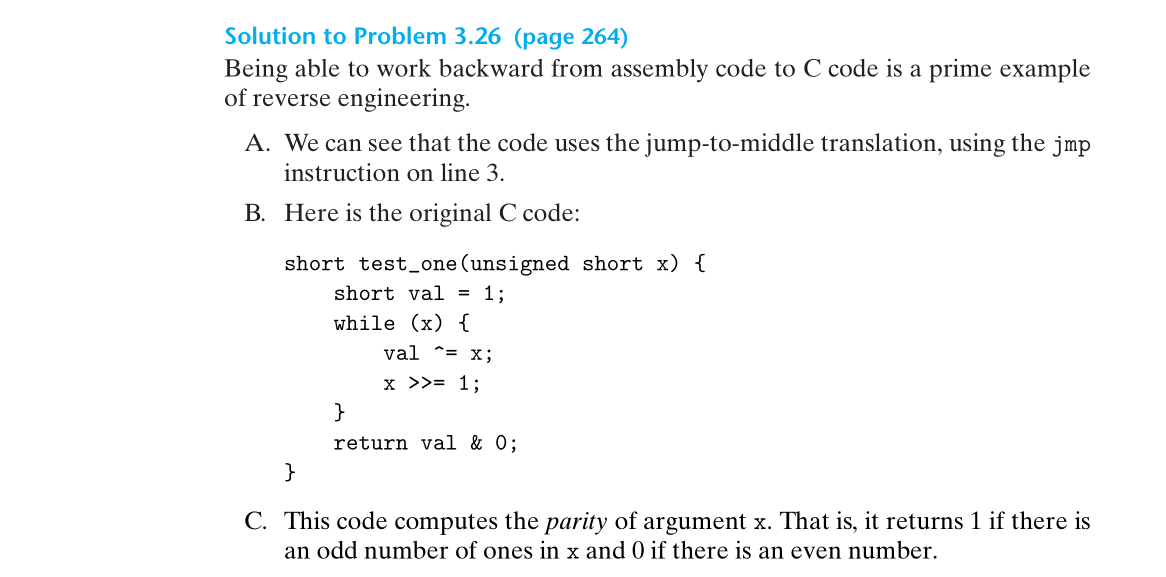 Solution to Problem 3.26 (page 264)
Being able to work backward from assembly code to C code is a prime example
of reverse engineering.
A. We can see that the code uses the jump-to-middle translation, using the jmp
instruction on line 3.
B. Here is the original C code:
short test_one(unsigned short x) {
    short val = 1;
    while (x) {
        val ^= x;
        x >>= 1;
    }
    return val & 0;
}
C. This code computes the parity of argument x. That is, it returns 1 if there is
an odd number of ones in x and 0 if there is an even number.